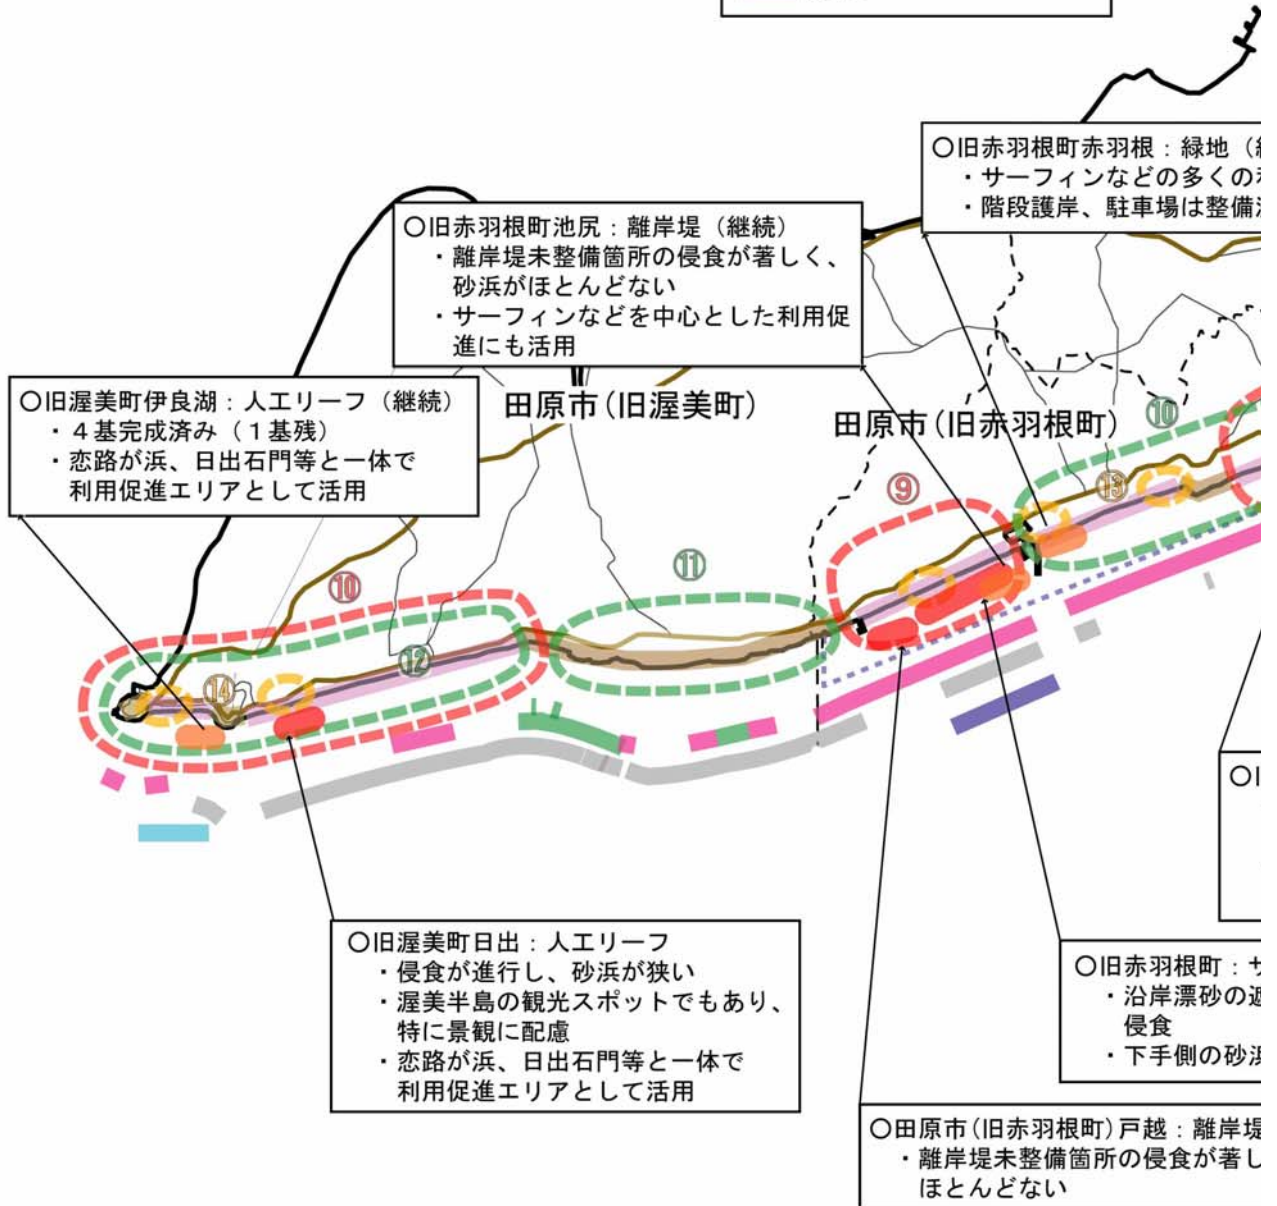 ○旧赤羽根町赤羽根：緑地（
・サーフィンなどの多くの
・階段護岸、駐車場は整備
○旧赤羽根町池尻：離岸堤（継続）
・離岸堤未整備箇所の侵食が著しく、
砂浜がほとんどない
・サーフィンなどを中心とした利用促
進にも活用
○旧渥美町伊良湖：人工リーフ（継続）
・４基完成済み（１基残）
・恋路が浜、日出石門等と一体で
利用促進エリアとして活用
田原市(旧渥美町)
田原市(旧赤羽根町)
⑩
⑨
⑬
⑪
⑩
⑫
⑭
○旧渥美町日出：人工リーフ
・侵食が進行し、砂浜が狭い
・渥美半島の観光スポットでもあり、
特に景観に配慮
・恋路が浜、日出石門等と一体で
利用促進エリアとして活用
○旧赤羽根町：サ
・沿岸漂砂の遮
侵食
・下手側の砂浜
○田原市(旧赤羽根町)戸越：離岸堤
・離岸堤未整備箇所の侵食が著し
ほとんどない